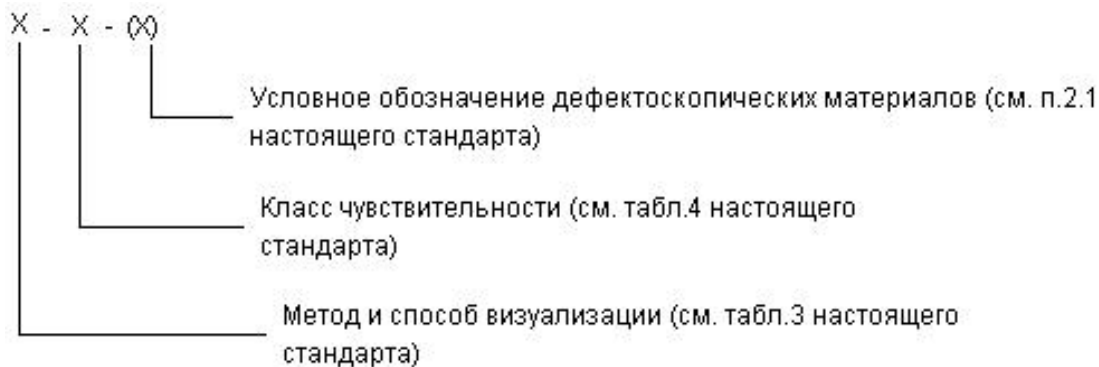 X - X - (X)
Условное обозначение дефектоскопических материалов (см. п.2.1
настоящего стандарта)
Класс чувствительности (см. табл.4 настоящего
стандарта)
Метод и способ визуализации (см. табл.3 настоящего
стандарта)